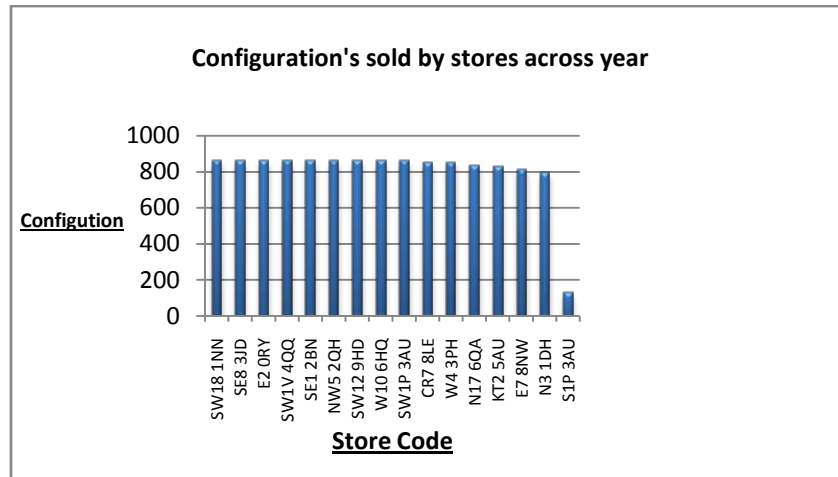 Configuration's sold by stores across year
1000
800
600
400
200
0
Configution
SW18 1NN
SE8 3JD
E2 0RY
SW1V 4QQ
SE1 2BN
NW5 2QH
SW12 9HD
W10 6HQ
SW1P 3AU
CR7 8LE
W4 3PH
N17 6QA
KT2 5AU
E7 8NW
N3 1DH
S1P 3AU
Store Code